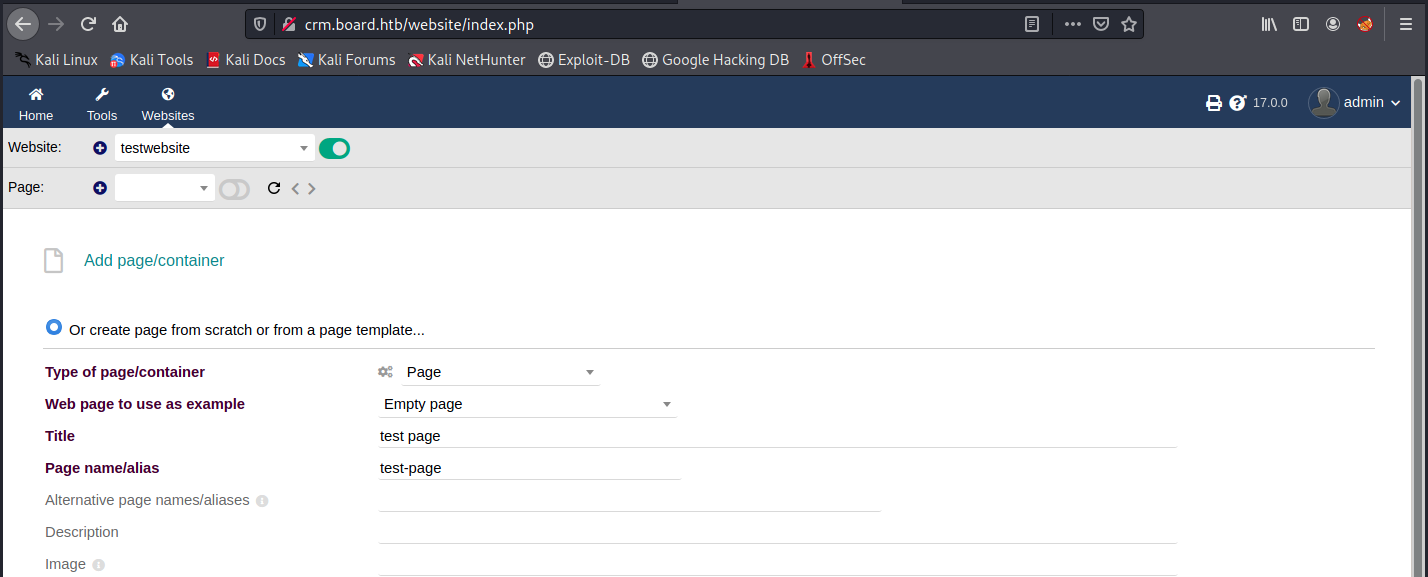 crm.board.htb/website/index.php
Kali Linux Kali Tools Kali Docs Kali Forums Kali NetHunter Exploit-DB Google Hacking DB OffSec
Home Tools Websites 17.0.0 admin
Website: testwebsite
Page:
Add page/container
Or create page from scratch or from a page template...
Type of page/container Page
Web page to use as example Empty page
Title test page
Page name/alias test-page
Alternative page names/aliases
Description
Image